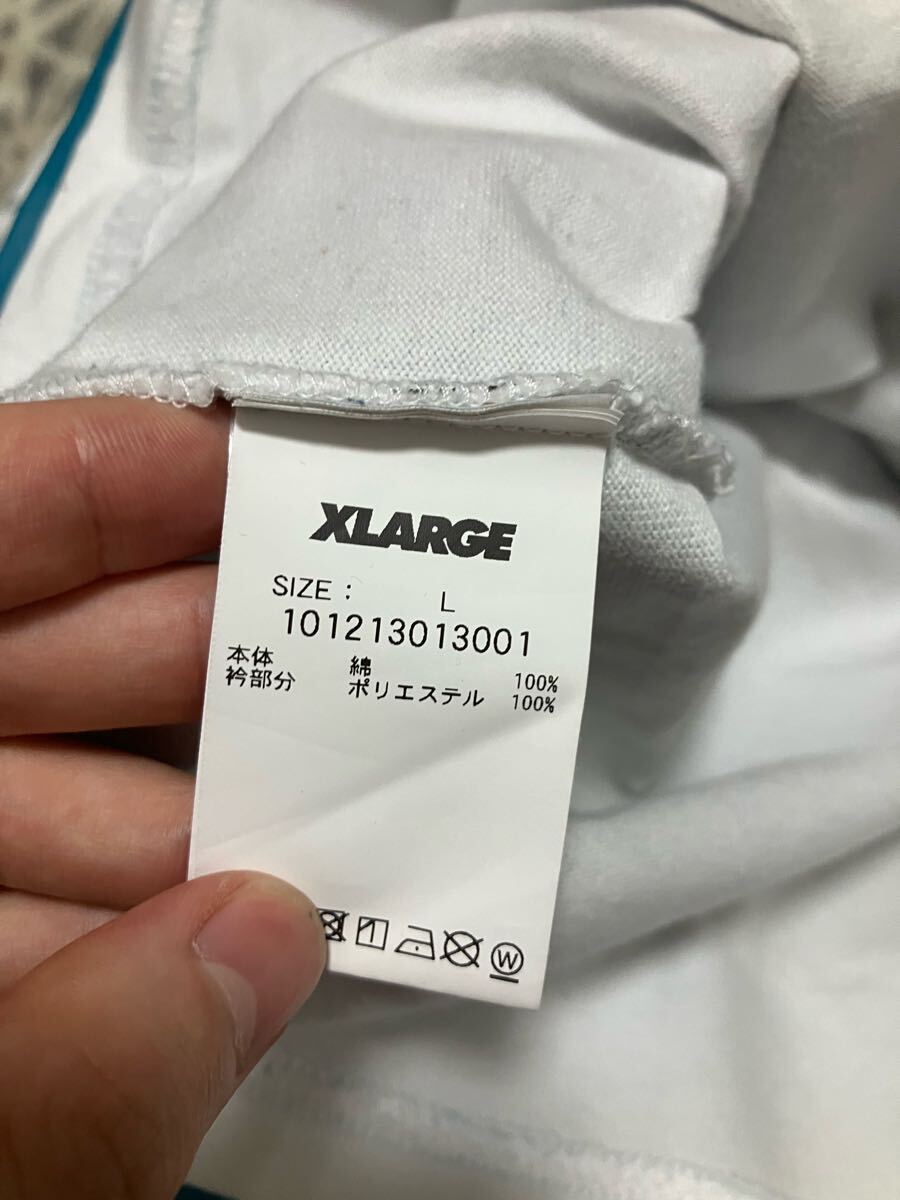 XLARGE
SIZE : L
101213013001
本体 綿 100%
衿部分 ポリエステル 100%
W